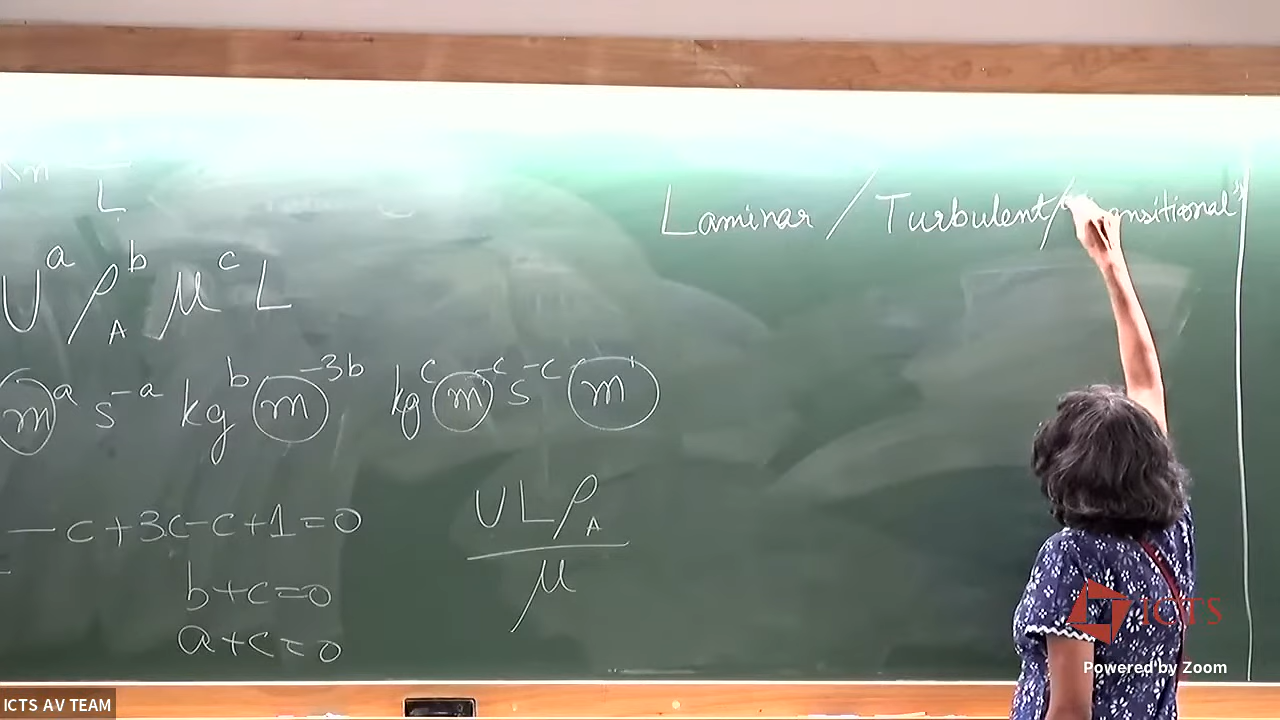 L
Laminar / Turbulent / "transitional"
U^a ρ_A^b μ^c L
m^a s^-a kg^b m^-3b kg^c m^-c s^-c m^1
-c+3c-c+1=0
b+c=0
a+c=0
ULρ_A
μ
ICTS
Powered by Zoom
ICTS AV TEAM